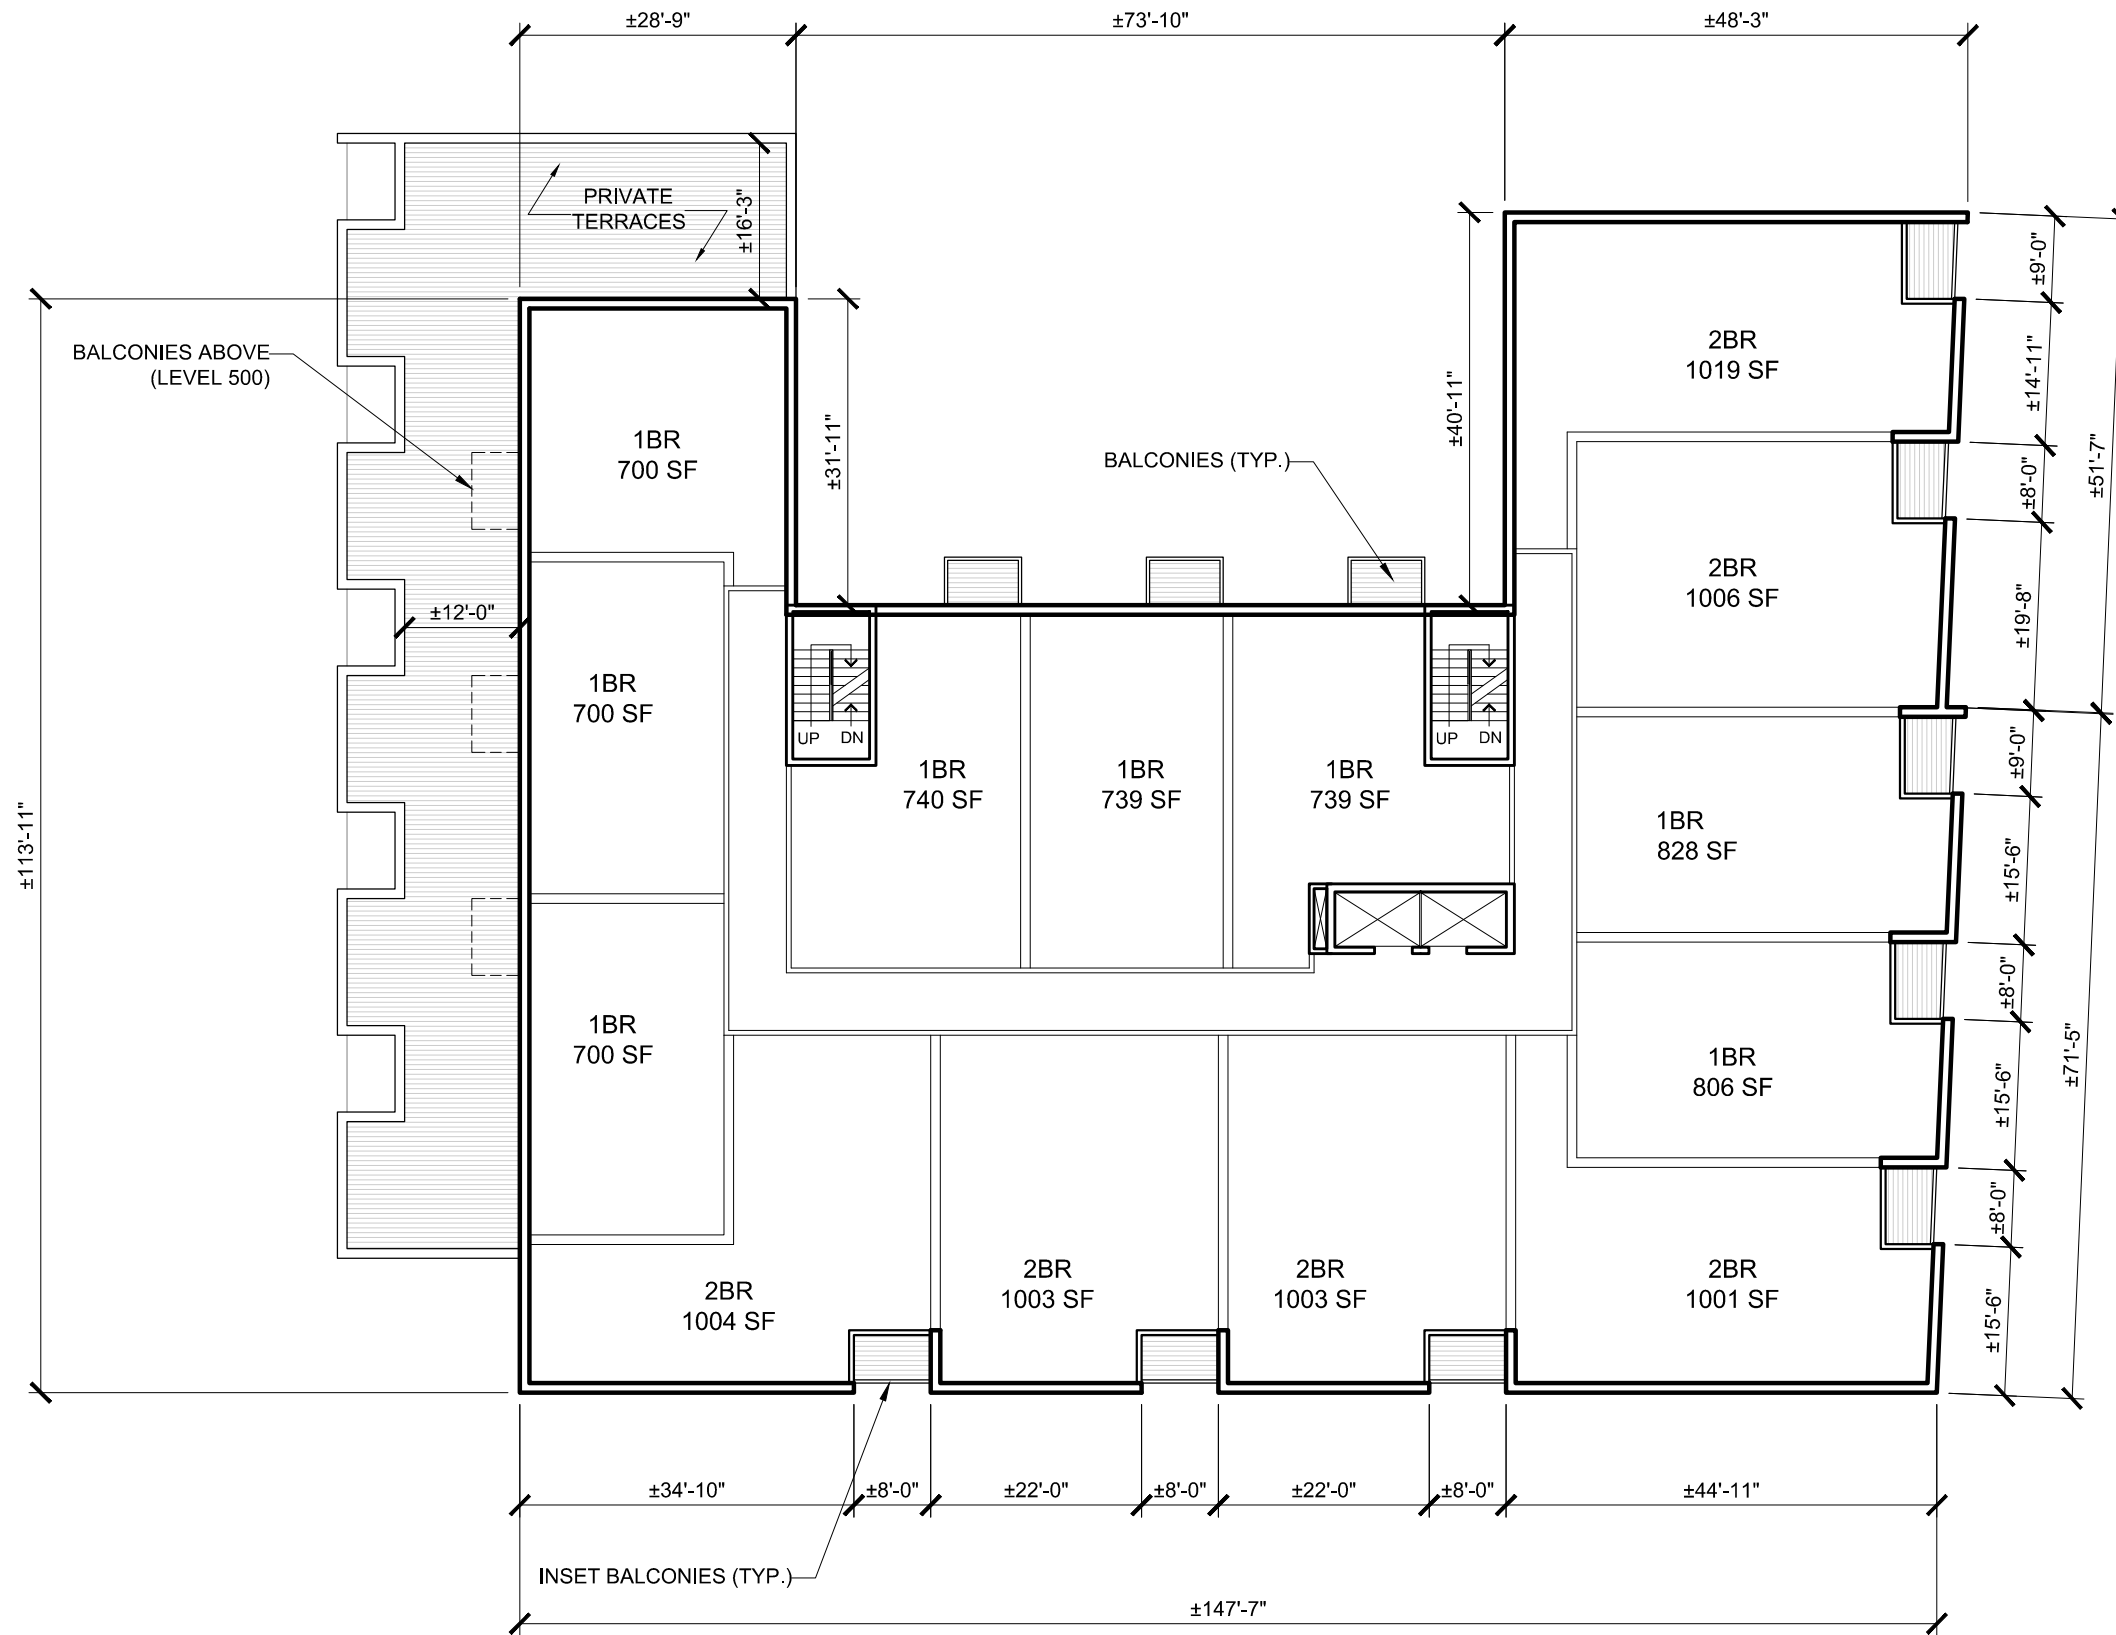 ±28'-9"
±73'-10"
±48'-3"
PRIVATE
TERRACES
±16'-3"
±9'-0"
BALCONIES ABOVE
(LEVEL 500)
2BR
1019 SF
±14'-11"
±31'-11"
±40'-11"
1BR
700 SF
BALCONIES (TYP.)
±8'-0"
±51'-7"
2BR
1006 SF
±12'-0"
±19'-8"
1BR
700 SF
UP
DN
UP
DN
±9'-0"
1BR
740 SF
1BR
739 SF
1BR
739 SF
1BR
828 SF
±113'-11"
±15'-6"
±8'-0"
1BR
700 SF
1BR
806 SF
±15'-6"
±71'-5"
±8'-0"
2BR
1004 SF
2BR
1003 SF
2BR
1003 SF
2BR
1001 SF
±15'-6"
±34'-10"
±8'-0"
±22'-0"
±8'-0"
±22'-0"
±8'-0"
±44'-11"
INSET BALCONIES (TYP.)
±147'-7"